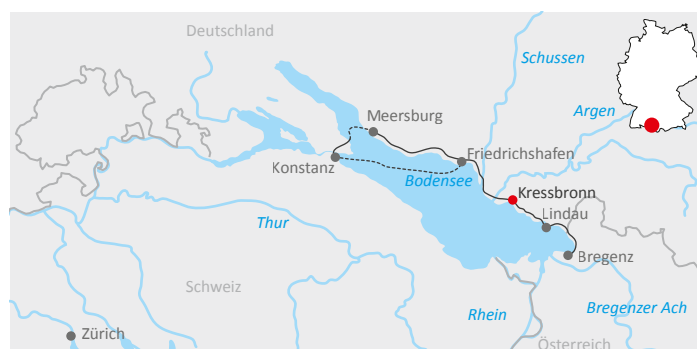 Deutschland
Schussen
Argen
Meersburg
Friedrichshafen
Konstanz
Bodensee
Kressbronn
Lindau
Thur
Bregenz
Schweiz
Rhein
Bregenzer Ach
Zürich
Österreich